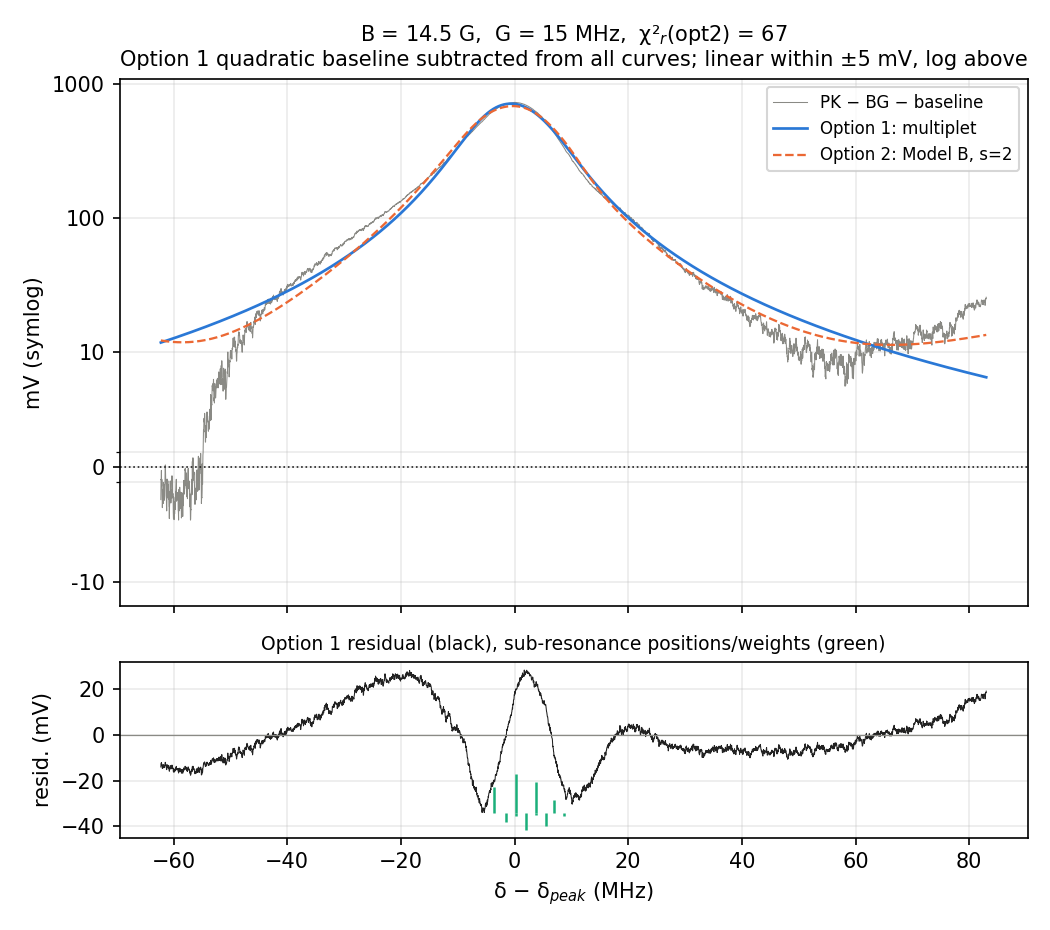 B = 14.5 G,  G = 15 MHz,  χ²ᵣ(opt2) = 67
Option 1 quadratic baseline subtracted from all curves; linear within ±5 mV, log above
1000
100
10
0
-10
mV (symlog)
PK − BG − baseline
Option 1: multiplet
Option 2: Model B, s=2
Option 1 residual (black), sub-resonance positions/weights (green)
20
0
−20
−40
resid. (mV)
−60
−40
−20
0
20
40
60
80
δ − δpeak (MHz)